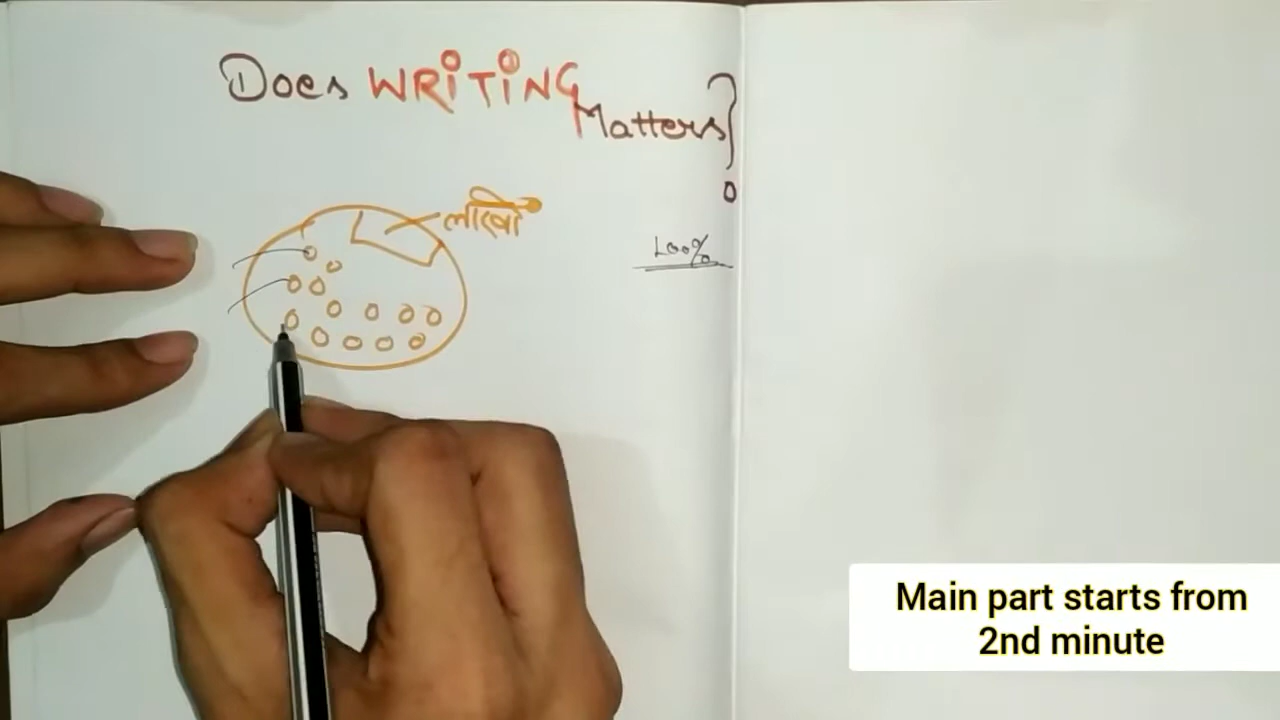 Does WRiTiNG
Matters?
लाखो
100%
Main part starts from
2nd minute